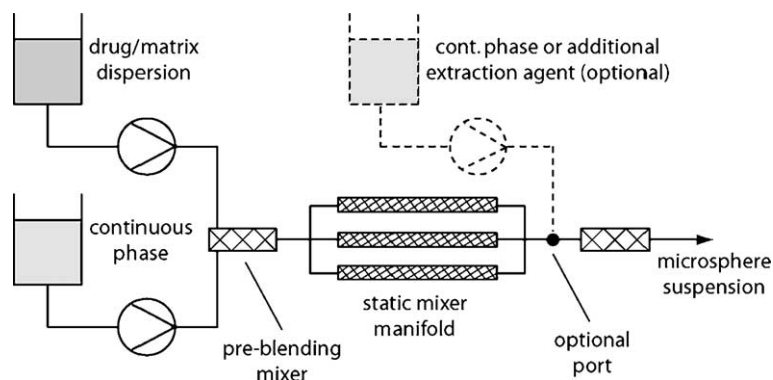 drug/matrix
dispersion
cont. phase or additional
extraction agent (optional)
continuous
phase
static mixer
manifold
pre-blending
mixer
optional
port
microsphere
suspension